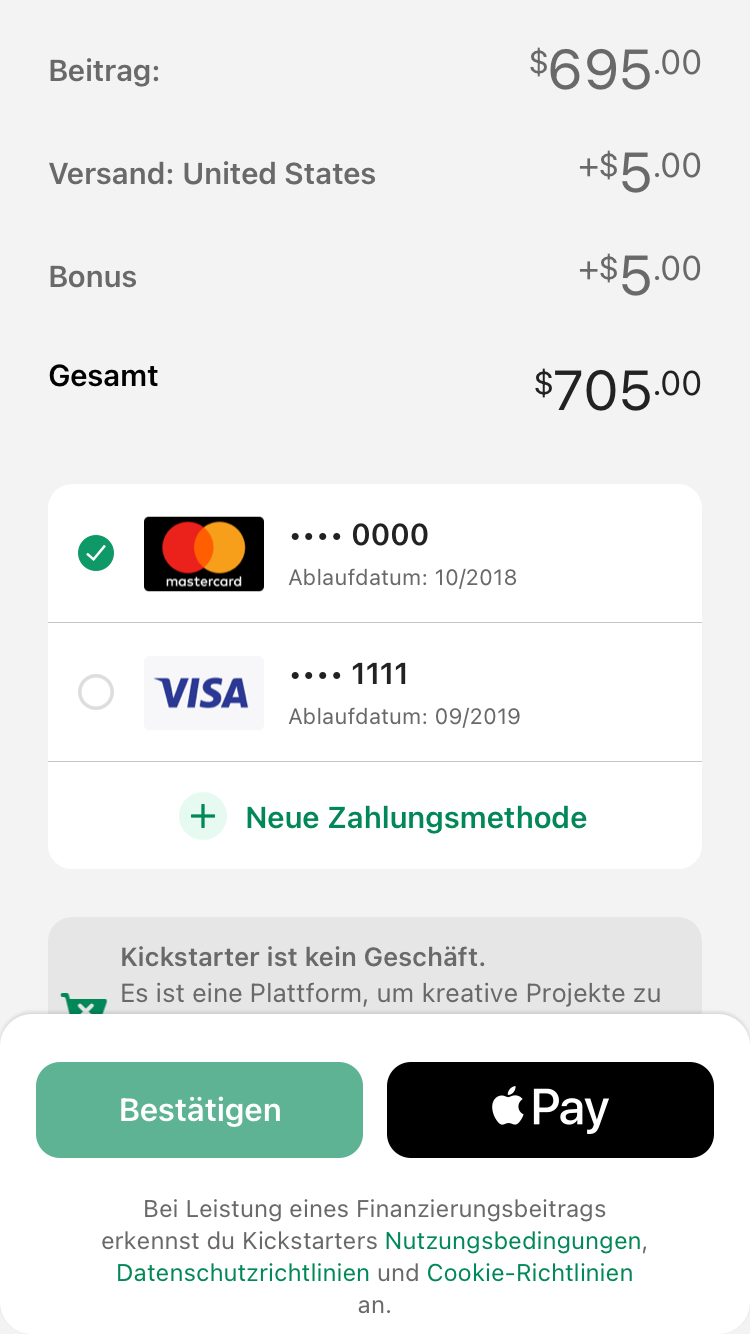 Beitrag: $695.00
Versand: United States +$5.00
Bonus +$5.00
Gesamt $705.00
mastercard
•••• 0000
Ablaufdatum: 10/2018
VISA
•••• 1111
Ablaufdatum: 09/2019
+ Neue Zahlungsmethode
Kickstarter ist kein Geschäft.
Es ist eine Plattform, um kreative Projekte zu
Bestätigen
Pay
Bei Leistung eines Finanzierungsbeitrags
erkennst du Kickstarters Nutzungsbedingungen,
Datenschutzrichtlinien und Cookie-Richtlinien
an.